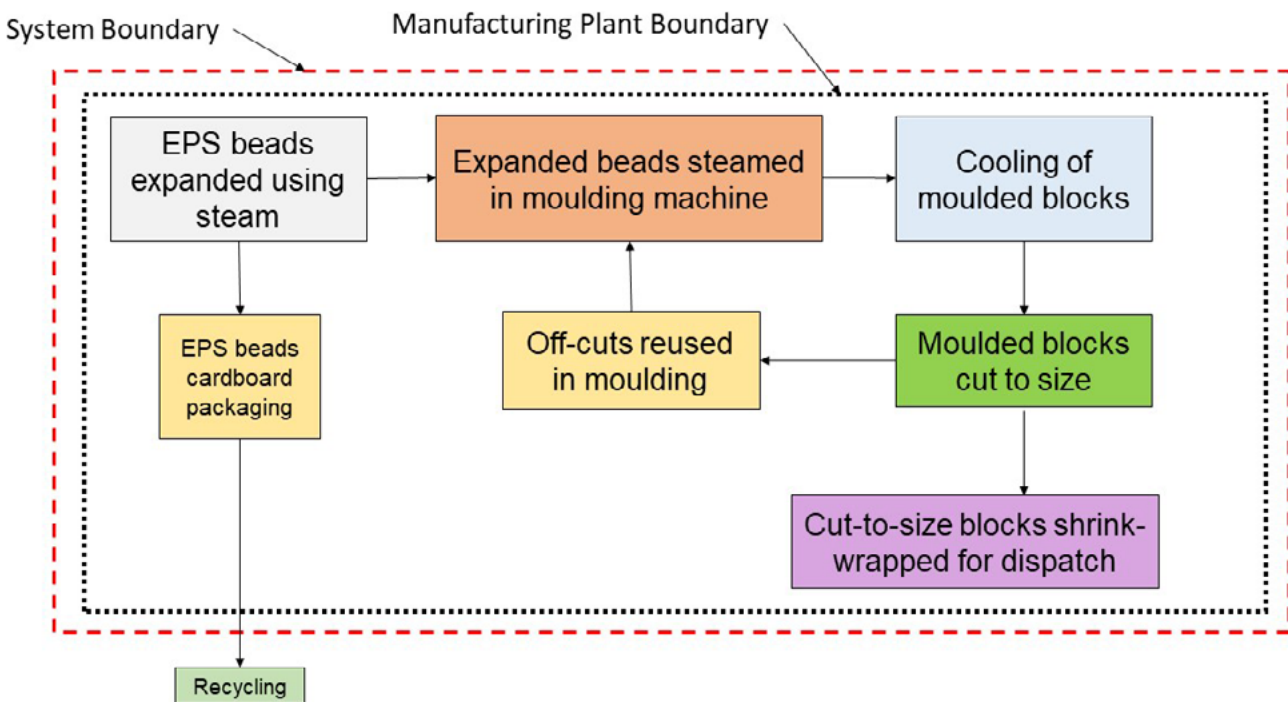 System Boundary
Manufacturing Plant Boundary
EPS beads
expanded using
steam
Expanded beads steamed
in moulding machine
Cooling of
moulded blocks
EPS beads
cardboard
packaging
Off-cuts reused
in moulding
Moulded blocks
cut to size
Cut-to-size blocks shrink-
wrapped for dispatch
Recycling